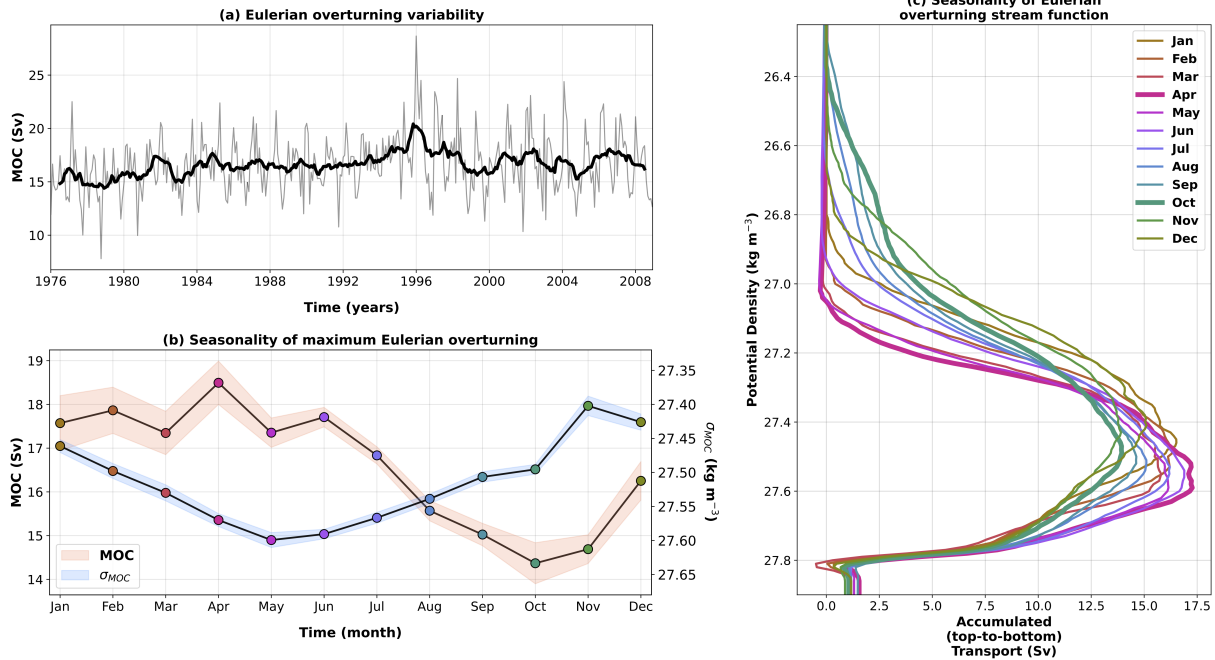 (a) Eulerian overturning variability
MOC (Sv)
25
20
15
10
1976 1980 1984 1988 1992 1996 2000 2004 2008
Time (years)
(b) Seasonality of maximum Eulerian overturning
MOC (Sv)
19
18
17
16
15
14
27.35
27.40
27.45
27.50
27.55
27.60
27.65
σMOC (kg m⁻³)
MOC
σMOC
Jan Feb Mar Apr May Jun Jul Aug Sep Oct Nov Dec
Time (month)
(c) Seasonality of Eulerian
overturning stream function
Potential Density (kg m⁻³)
26.4
26.6
26.8
27.0
27.2
27.4
27.6
27.8
Jan
Feb
Mar
Apr
May
Jun
Jul
Aug
Sep
Oct
Nov
Dec
0.0 2.5 5.0 7.5 10.0 12.5 15.0 17.5
Accumulated
(top-to-bottom)
Transport (Sv)